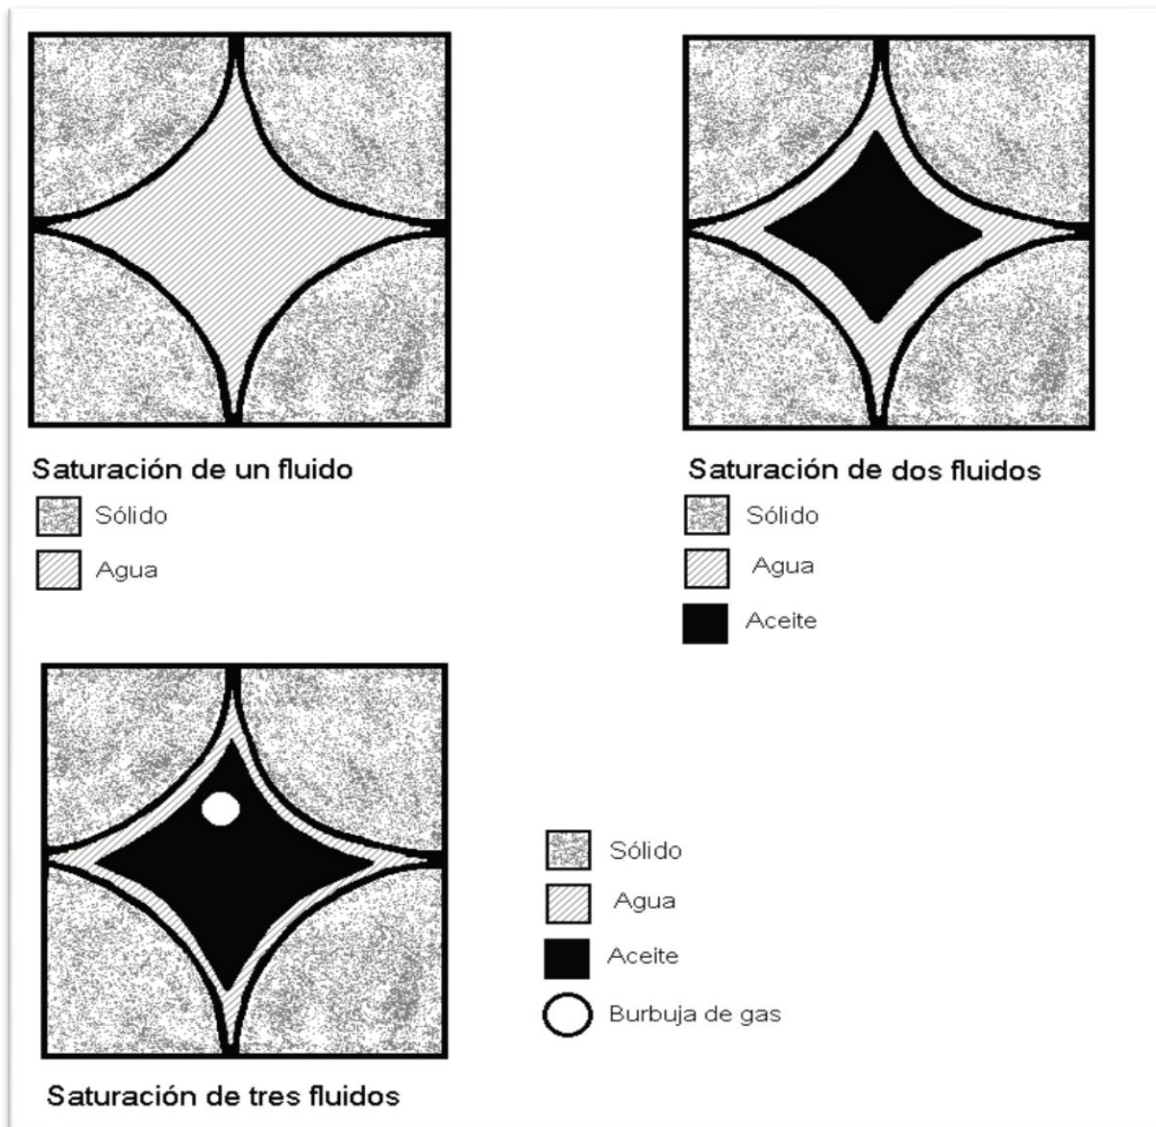 Saturación de un fluido
Sólido
Agua
Saturación de dos fluidos
Sólido
Agua
Aceite
Sólido
Agua
Aceite
Burbuja de gas
Saturación de tres fluidos